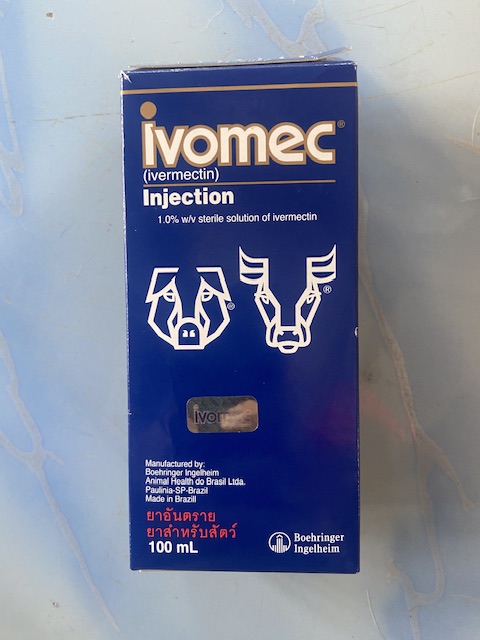 ivomec®
(ivermectin)
Injection
1.0% w/v sterile solution of ivermectin
®
®
ivomec
Manufactured by:
Boehringer Ingelheim
Animal Health do Brasil Ltda.
Paulinia-SP-Brazil
Made in Brazill
ยาอันตราย
ยาสำหรับสัตว์
100 mL
Boehringer
Ingelheim